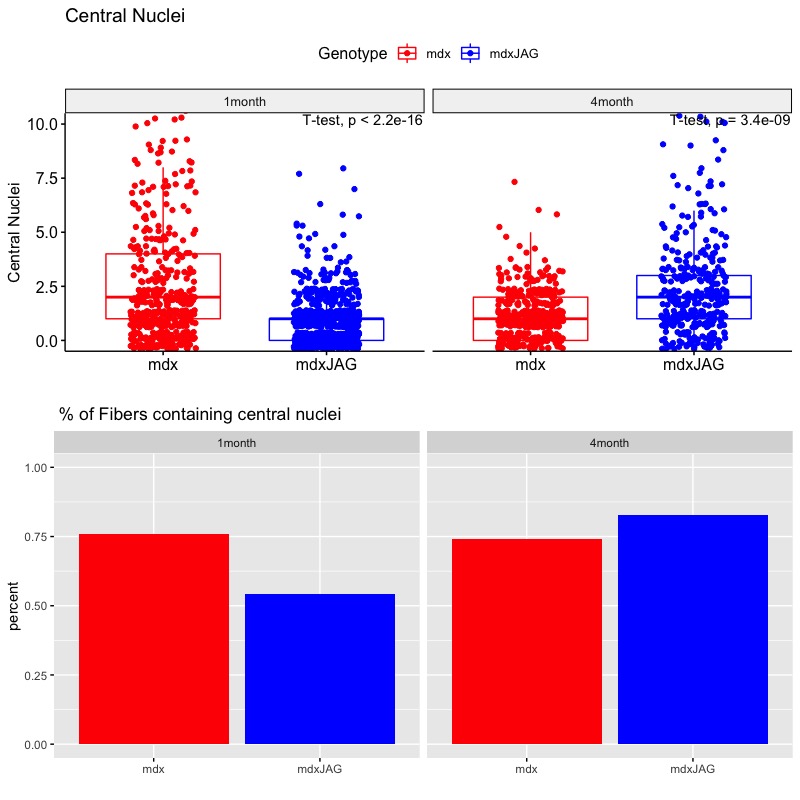 Central Nuclei
Genotype mdx mdxJAG
1month 4month
T-test, p < 2.2e-16 T-test, p = 3.4e-09
Central Nuclei
10.0
7.5
5.0
2.5
0.0
mdx mdxJAG mdx mdxJAG
% of Fibers containing central nuclei
1month 4month
percent
1.00
0.75
0.50
0.25
0.00
mdx mdxJAG mdx mdxJAG